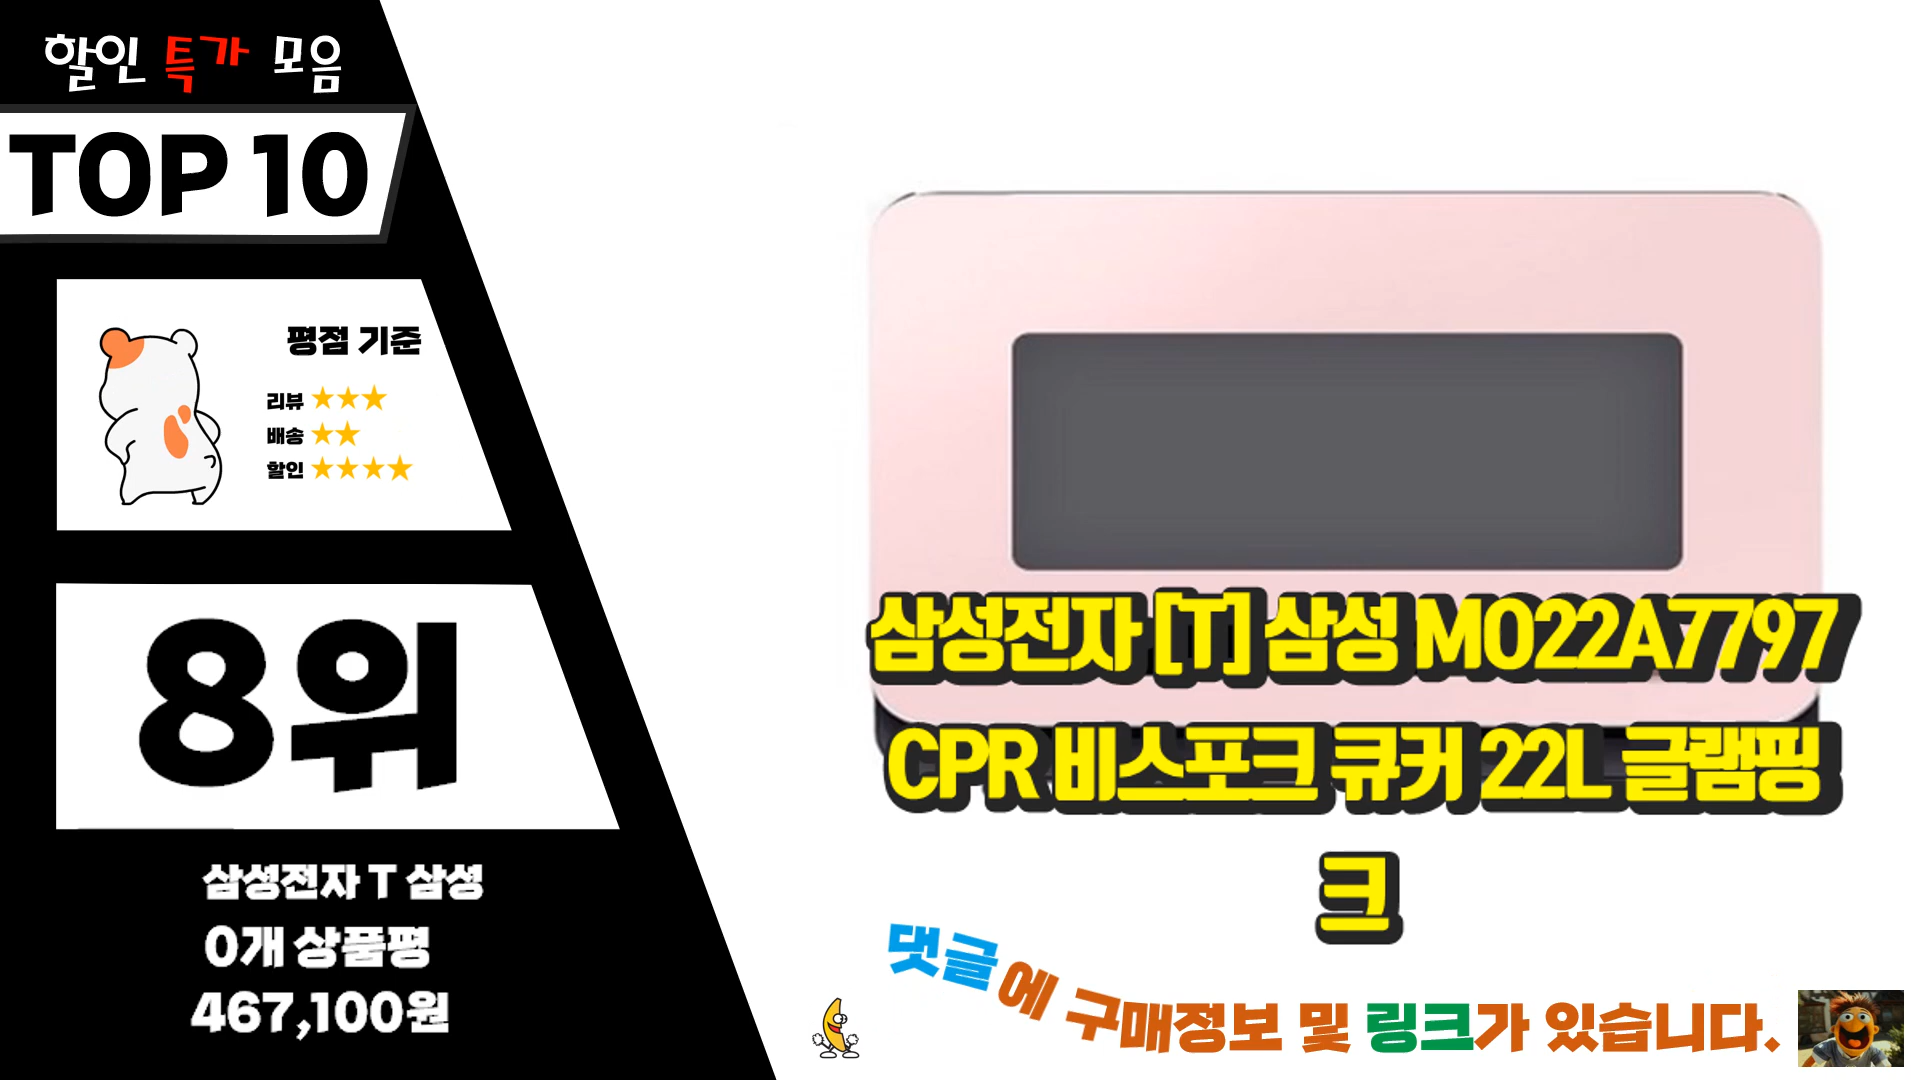 할인 특가 모음
TOP 10
평점 기준
리뷰 ★★★
배송 ★★
할인 ★★★★
8위
삼성전자 T 삼성
0개 상품평
467,100원
삼성전자 [T] 삼성 MO22A7797
CPR 비스포크 큐커 22L 글램핑
크
댓글에 구매정보 및 링크가 있습니다.